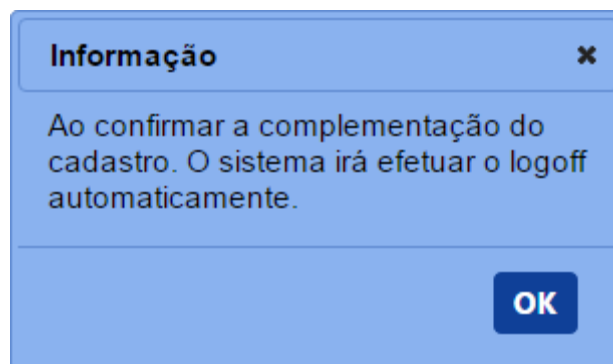 Informação
Ao confirmar a complementação do
cadastro. O sistema irá efetuar o logoff
automaticamente.
OK